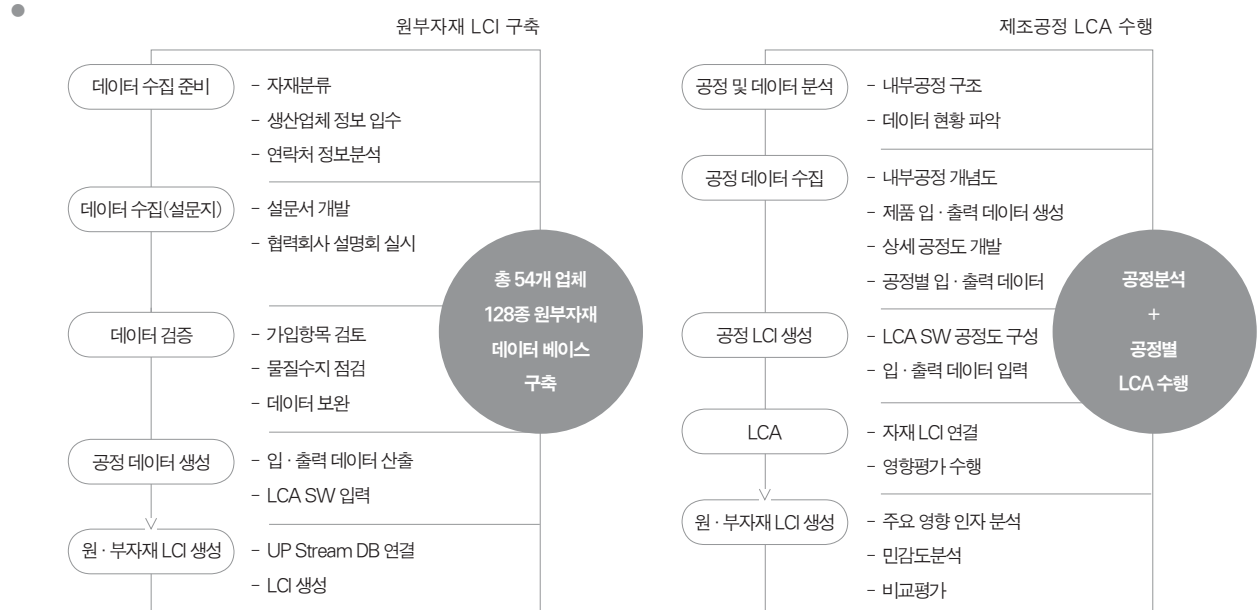 원부자재 LCI 구축
데이터 수집 준비
- 자재분류
- 생산업체 정보 입수
- 연락처 정보분석
데이터 수집(설문지)
- 설문서 개발
- 협력회사 설명회 실시
데이터 검증
- 가입항목 검토
- 물질수지 점검
- 데이터 보완
공정 데이터 생성
- 입 · 출력 데이터 산출
- LCA SW 입력
원 · 부자재 LCI 생성
- UP Stream DB 연결
- LCI 생성
총 54개 업체
128종 원부자재
데이터 베이스
구축
제조공정 LCA 수행
공정 및 데이터 분석
- 내부공정 구조
- 데이터 현황 파악
공정 데이터 수집
- 내부공정 개념도
- 제품 입 · 출력 데이터 생성
- 상세 공정도 개발
- 공정별 입 · 출력 데이터
공정 LCI 생성
- LCA SW 공정도 구성
- 입 · 출력 데이터 입력
LCA
- 자재 LCI 연결
- 영향평가 수행
원 · 부자재 LCI 생성
- 주요 영향 인자 분석
- 민감도분석
- 비교평가
공정분석
+
공정별
LCA 수행